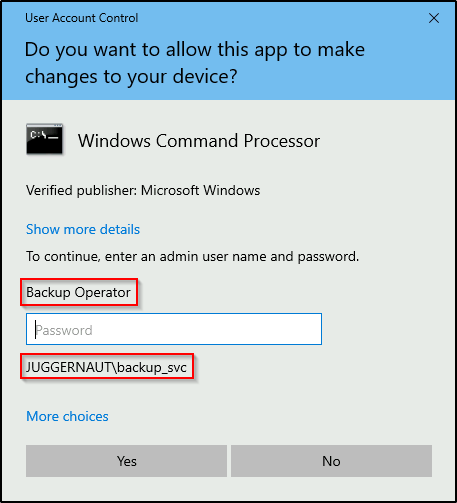 User Account Control
Do you want to allow this app to make
changes to your device?
C:\_
Windows Command Processor
Verified publisher: Microsoft Windows
Show more details
To continue, enter an admin user name and password.
Backup Operator
Password
JUGGERNAUT\backup_svc
More choices
Yes
No